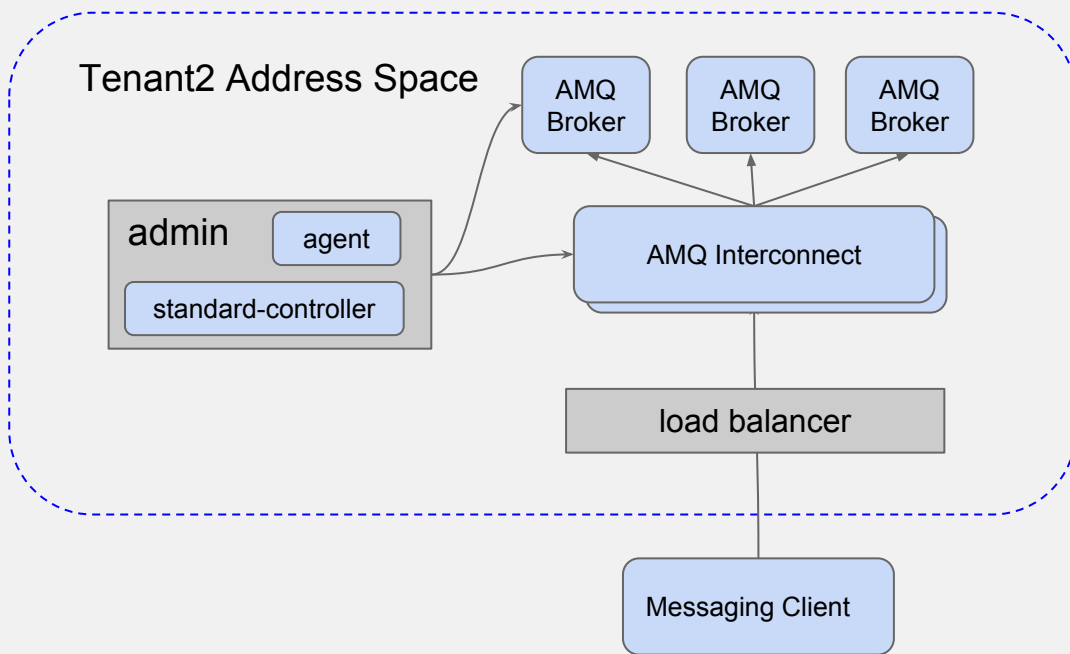 Tenant2 Address Space
AMQ
Broker
AMQ
Broker
AMQ
Broker
admin
agent
standard-controller
AMQ Interconnect
load balancer
Messaging Client